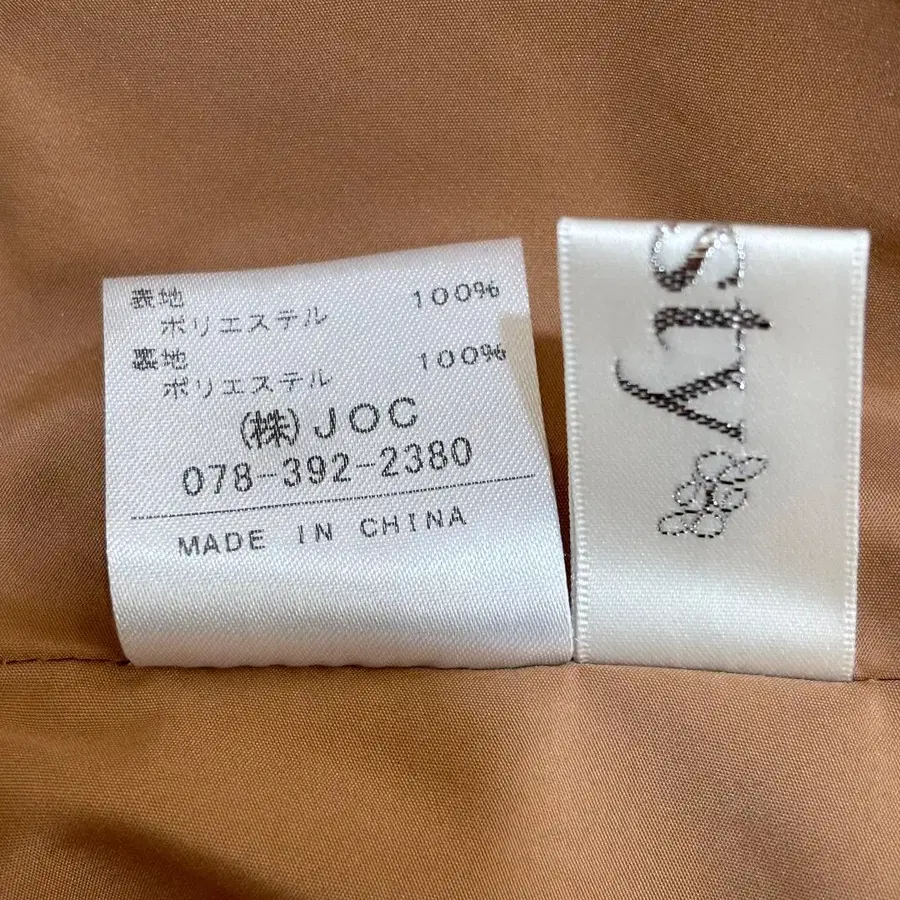 表地 100%
ポリエステル
裏地 100%
ポリエステル
(株)JOC
078-392-2380
MADE IN CHINA
sty